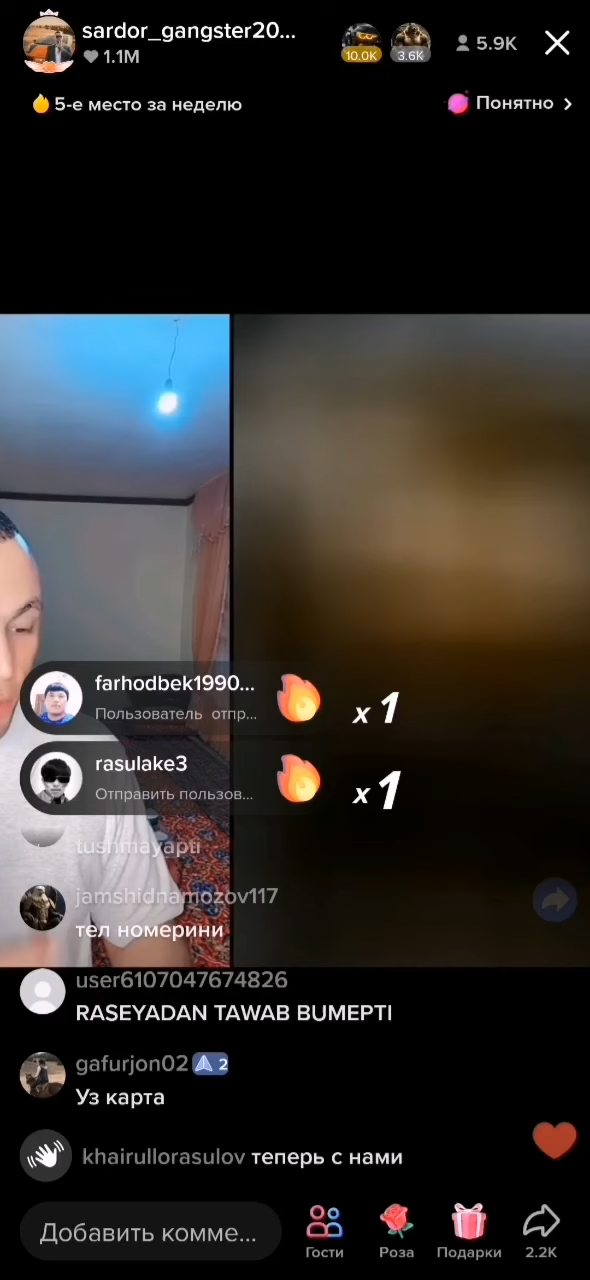 sardor_gangster20...
1.1M
10.0K
3.6K
5.9K
5-е место за неделю
Понятно
farhodbek1990...
Пользователь отпр...
x 1
rasulake3
Отправить пользов...
x 1
tushmayapti
jamshidnamozov117
тел номерини
user6107047674826
RASEYADAN TAWAB BUMEPTI
gafurjon02 2
Уз карта
khairullorasulov теперь с нами
Добавить комме...
Гости
Роза
Подарки
2.2K